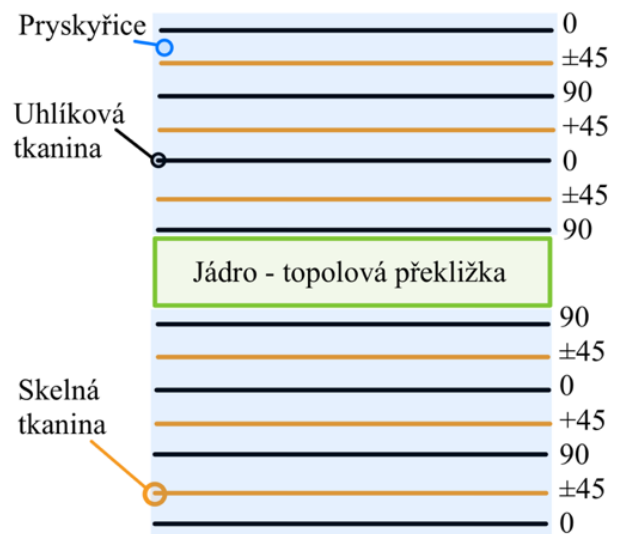 Pryskyřice
0
±45
90
Uhlíková
tkanina
+45
0
±45
90
Jádro - topolová překližka
90
±45
0
Skelná
tkanina
+45
90
±45
0